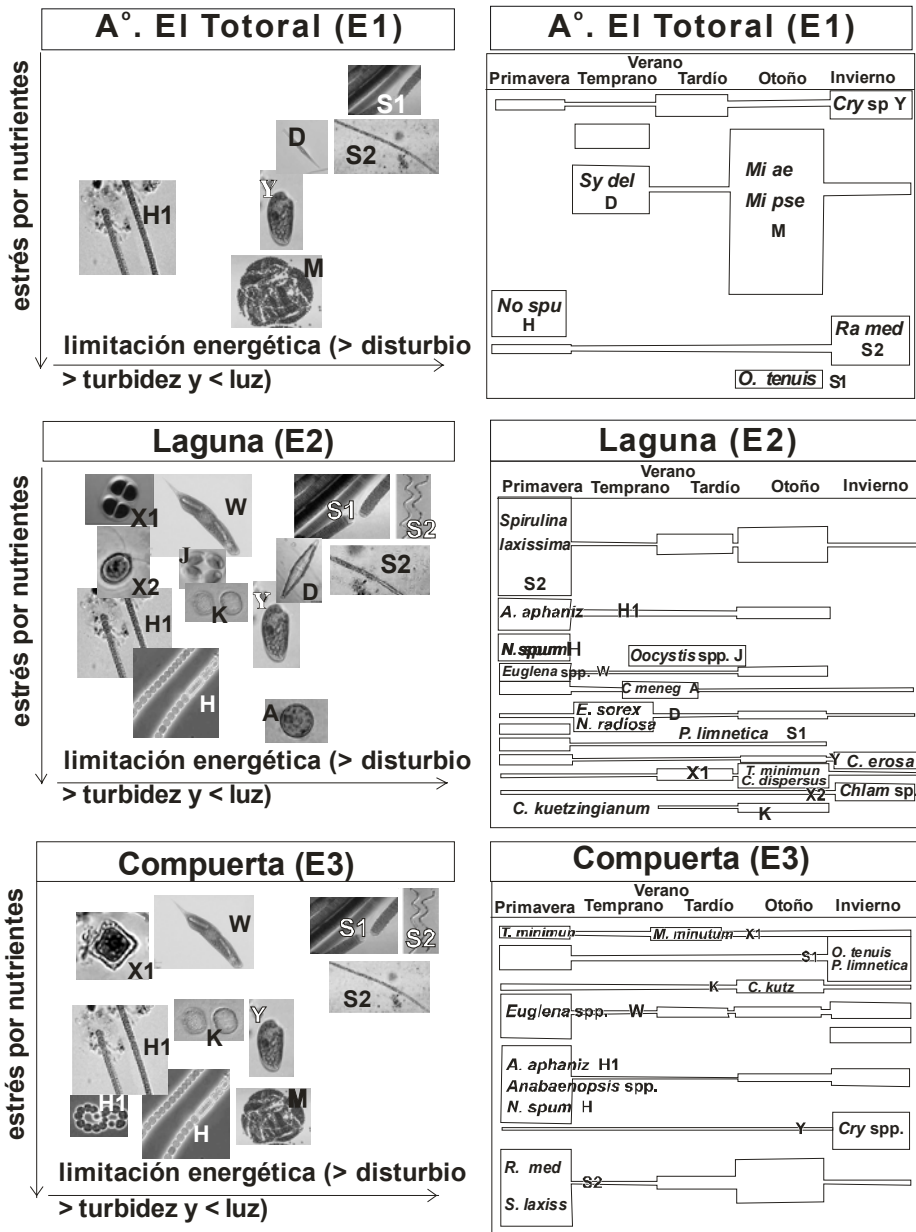 A°. El Totoral (E1)
estrés por nutrientes
S1
D
S2
Y
H1
M
limitación energética (> disturbio
> turbidez y < luz)
A°. El Totoral (E1)
Verano
Primavera Temprano Tardío Otoño Invierno
Cry sp Y
Sy del
D
Mi ae
Mi pse
M
No spu
H
Ra med
S2
O. tenuis S1
Laguna (E2)
estrés por nutrientes
X1
W
S1
S2
X2
J
K
D
S2
Y
H1
H
A
limitación energética (> disturbio
> turbidez y < luz)
Laguna (E2)
Verano
Primavera Temprano Tardío Otoño Invierno
Spirulina
laxissima
S2
A. aphaniz H1
N. spum H
Oocystis spp. J
Euglena spp. W
C meneg A
E. sorex
N. radiosa D
P. limnetica S1
Y C. erosa
X1 T. minimun
C. dispersus
X2 Chlam sp.
C. kuetzingianum K
Compuerta (E3)
estrés por nutrientes
X1
W
S1
S2
S2
H1
K
Y
H1
H
M
limitación energética (> disturbio
> turbidez y < luz)
Compuerta (E3)
Verano
Primavera Temprano Tardío Otoño Invierno
T. minimun M. minutum X1
S1 O. tenuis
P. limnetica
K C. kutz
Euglena spp. W
A. aphaniz H1
Anabaenopsis spp.
N. spum H
Y Cry spp.
R. med
S2
S. laxiss